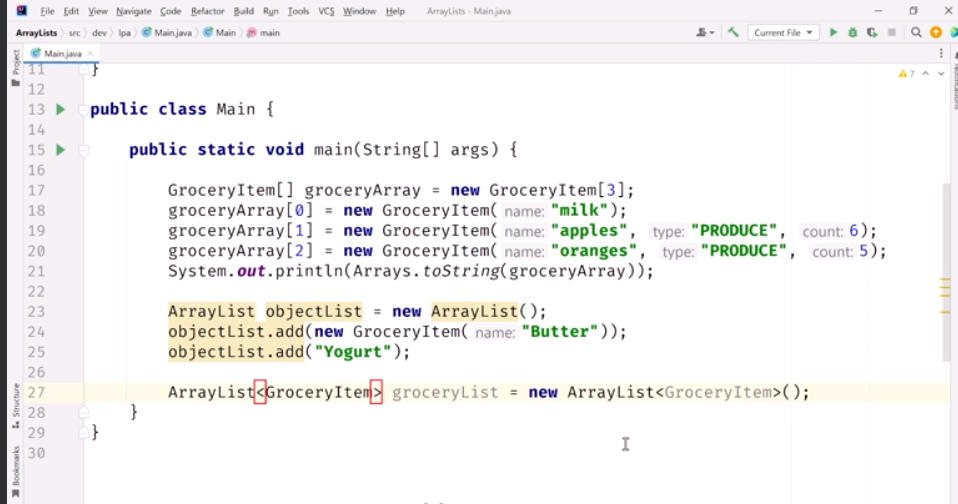 File Edit View Navigate Code Refactor Build Run Tools VCS Window Help ArrayLists - Main.java
ArrayLists src dev lpa Main.java Main main Current File
Project
Main.java
11 }
7
12
13 public class Main {
14
15 public static void main(String[] args) {
16
17 GroceryItem[] groceryArray = new GroceryItem[3];
18 groceryArray[0] = new GroceryItem( name: "milk");
19 groceryArray[1] = new GroceryItem( name: "apples", type: "PRODUCE", count: 6);
20 groceryArray[2] = new GroceryItem( name: "oranges", type: "PRODUCE", count: 5);
21 System.out.println(Arrays.toString(groceryArray));
22
23 ArrayList objectList = new ArrayList();
24 objectList.add(new GroceryItem( name: "Butter"));
25 objectList.add("Yogurt");
26
27 ArrayList<GroceryItem> groceryList = new ArrayList<GroceryItem>();
28 }
29 }
30
Structure
Bookmarks